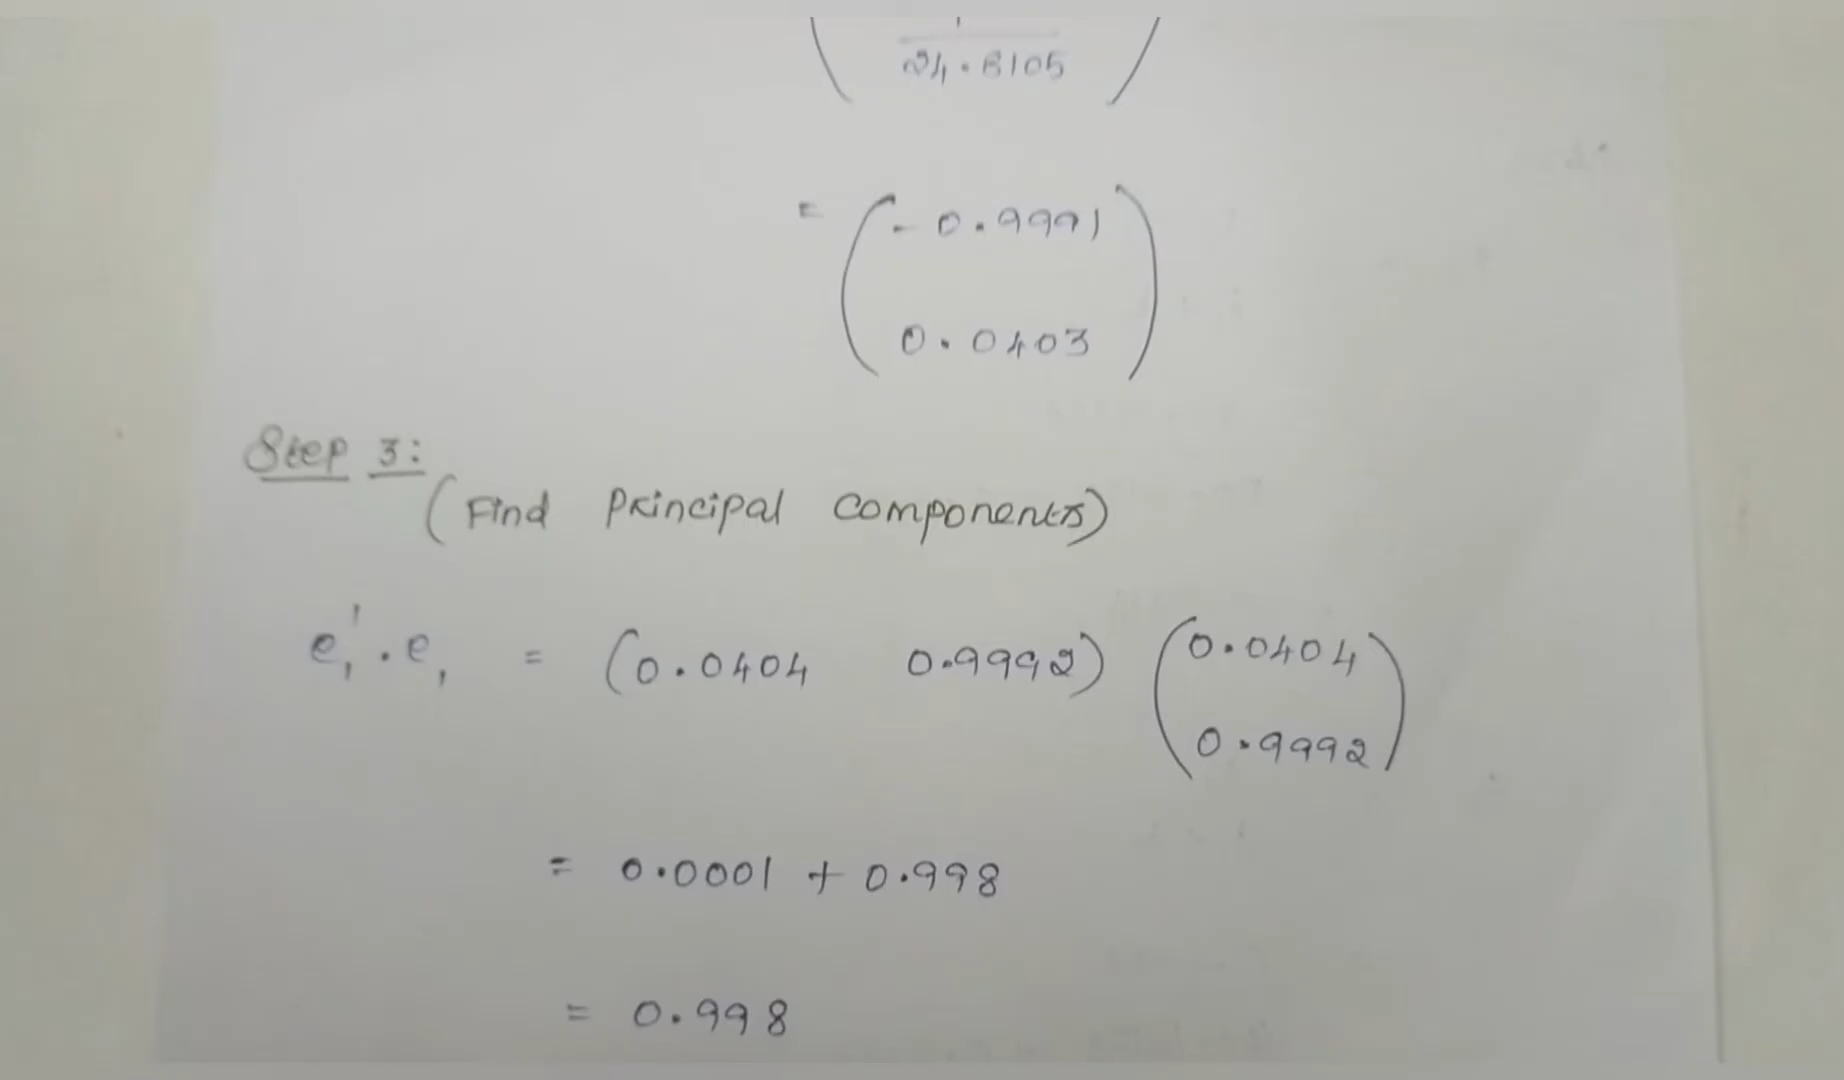 24.8105
= (-0.9991
0.0403)
Step 3:
(Find Principal Components)
e₁' . e₁ = (0.0404 0.9992) (0.0404
0.9992)
= 0.0001 + 0.998
= 0.998